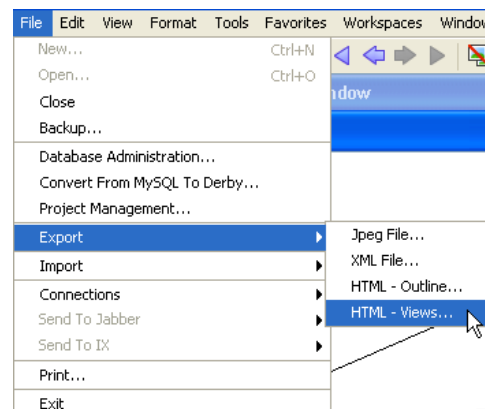 File Edit View Format Tools Favorites Workspaces
New... Ctrl+N
Open... Ctrl+O
Close
Backup...
Database Administration...
Convert From MySQL To Derby...
Project Management...
Export
Import
Connections
Send To Jabber
Send To IX
Print...
Exit
Jpeg File...
XML File...
HTML - Outline...
HTML - Views...